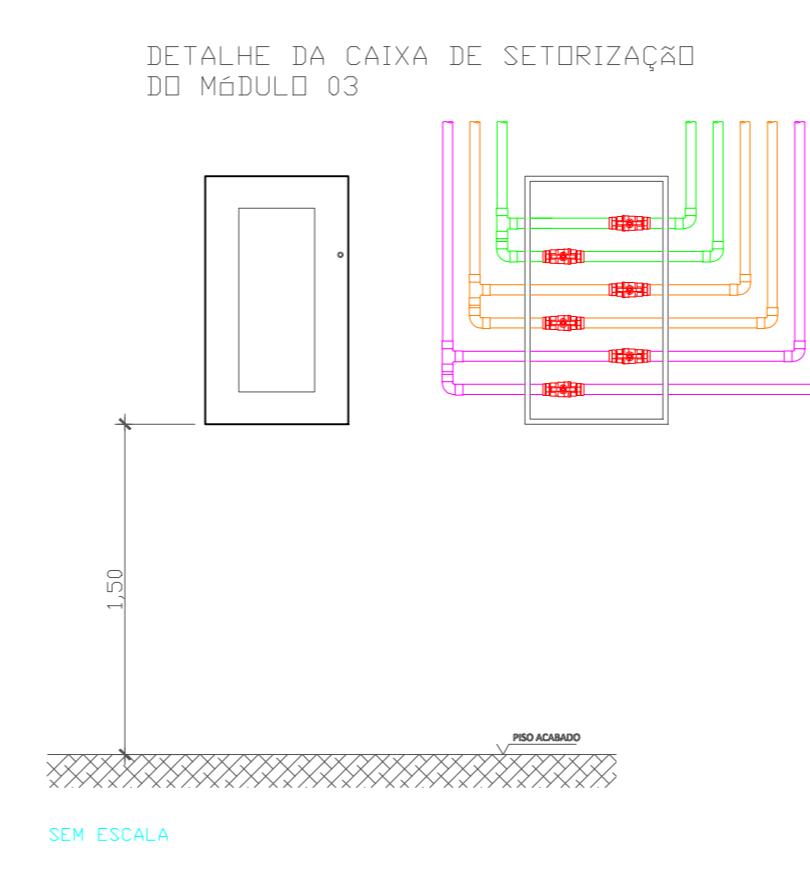 DETALHE DA CAIXA DE SETORIZAÇÃO
DO MóDULO 03
1,50
PISO ACABADO
SEM ESCALA